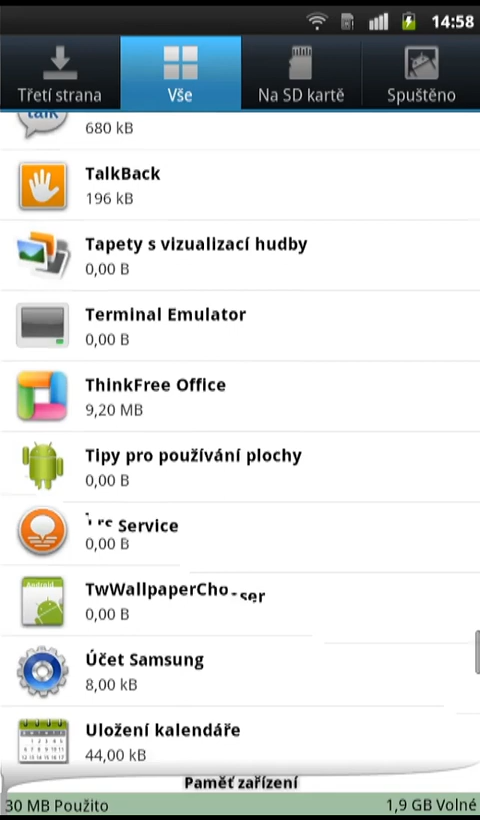 14:58
Třetí strana
Vše
Na SD kartě
Spuštěno
talk
680 kB
TalkBack
196 kB
Tapety s vizualizací hudby
0,00 B
Terminal Emulator
0,00 B
ThinkFree Office
9,20 MB
Tipy pro používání plochy
0,00 B
Service
0,00 B
Android
TwWallpaperChooser
0,00 B
Účet Samsung
8,00 kB
Uložení kalendáře
44,00 kB
Paměť zařízení
30 MB Použito
1,9 GB Volné